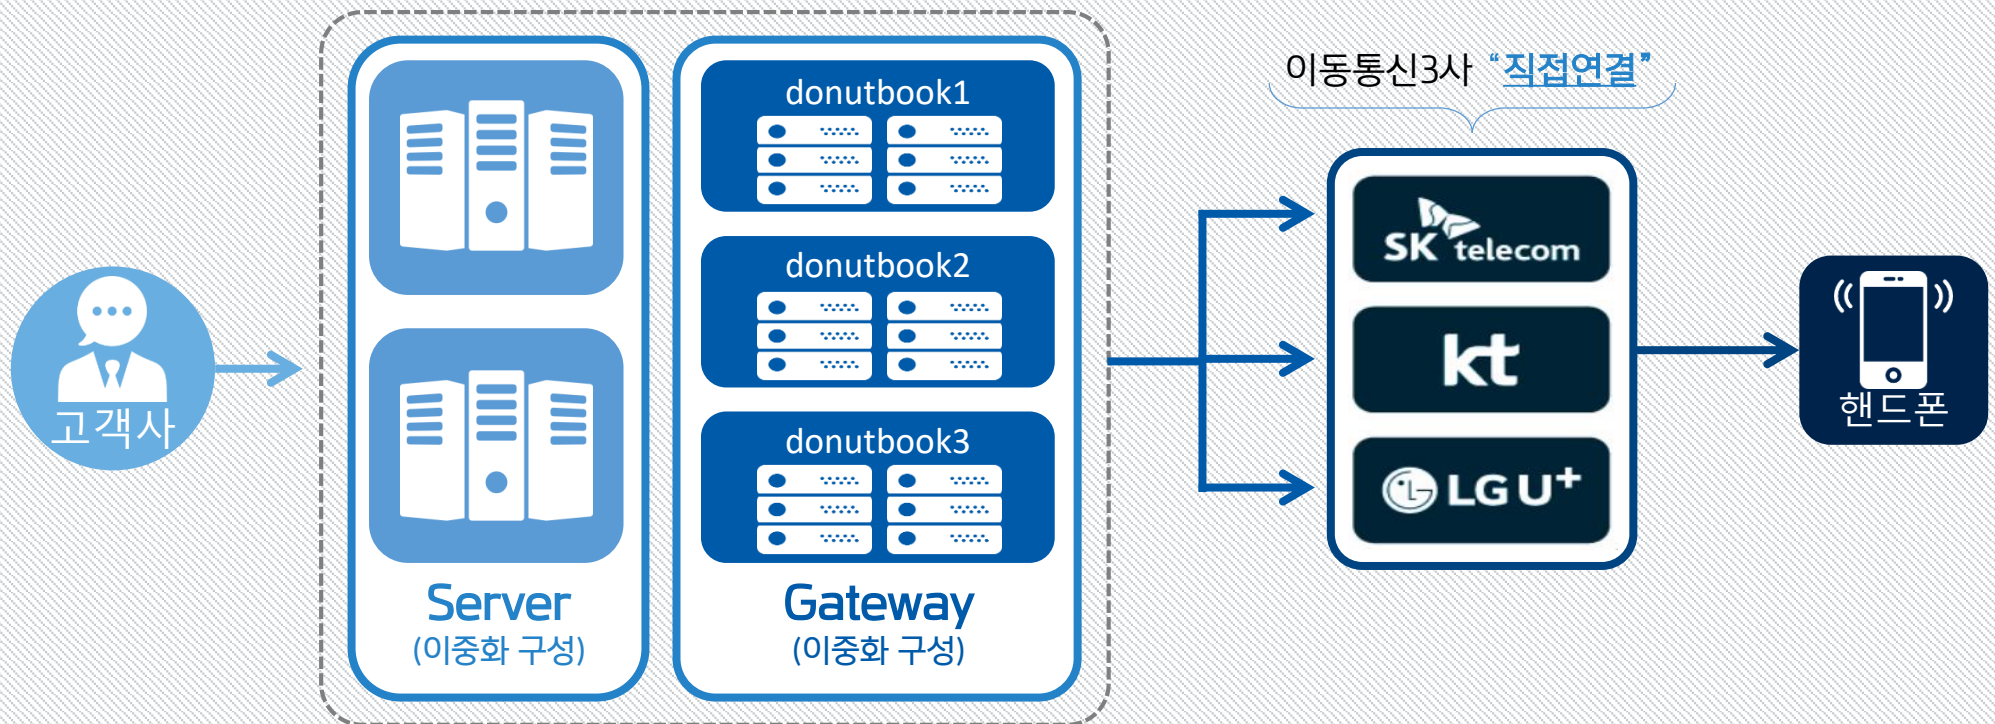 고객사
Server
(이중화 구성)
donutbook1
donutbook2
donutbook3
Gateway
(이중화 구성)
이동통신3사 “직접연결”
SK telecom
kt
LG U+
핸드폰